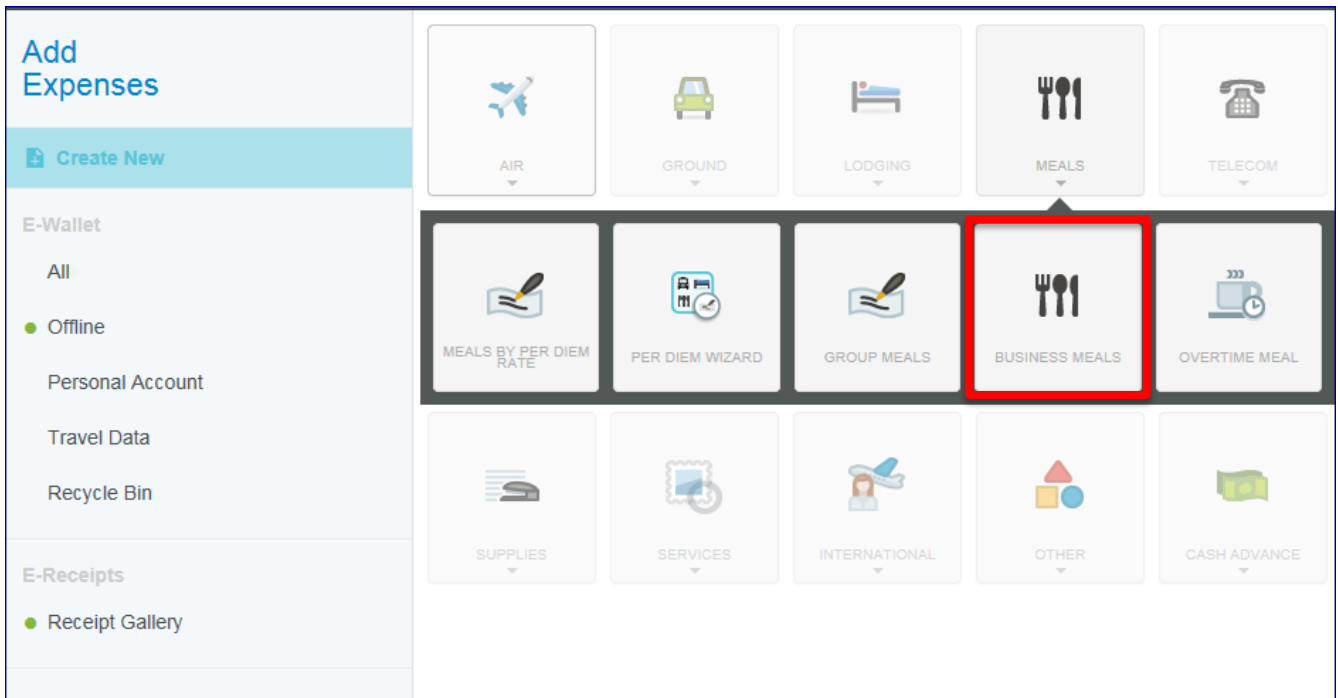 Add
Expenses
Create New
E-Wallet
All
Offline
Personal Account
Travel Data
Recycle Bin
E-Receipts
Receipt Gallery
AIR
GROUND
LODGING
MEALS
TELECOM
MEALS BY PER DIEM
RATE
PER DIEM WIZARD
GROUP MEALS
BUSINESS MEALS
OVERTIME MEAL
SUPPLIES
SERVICES
INTERNATIONAL
OTHER
CASH ADVANCE